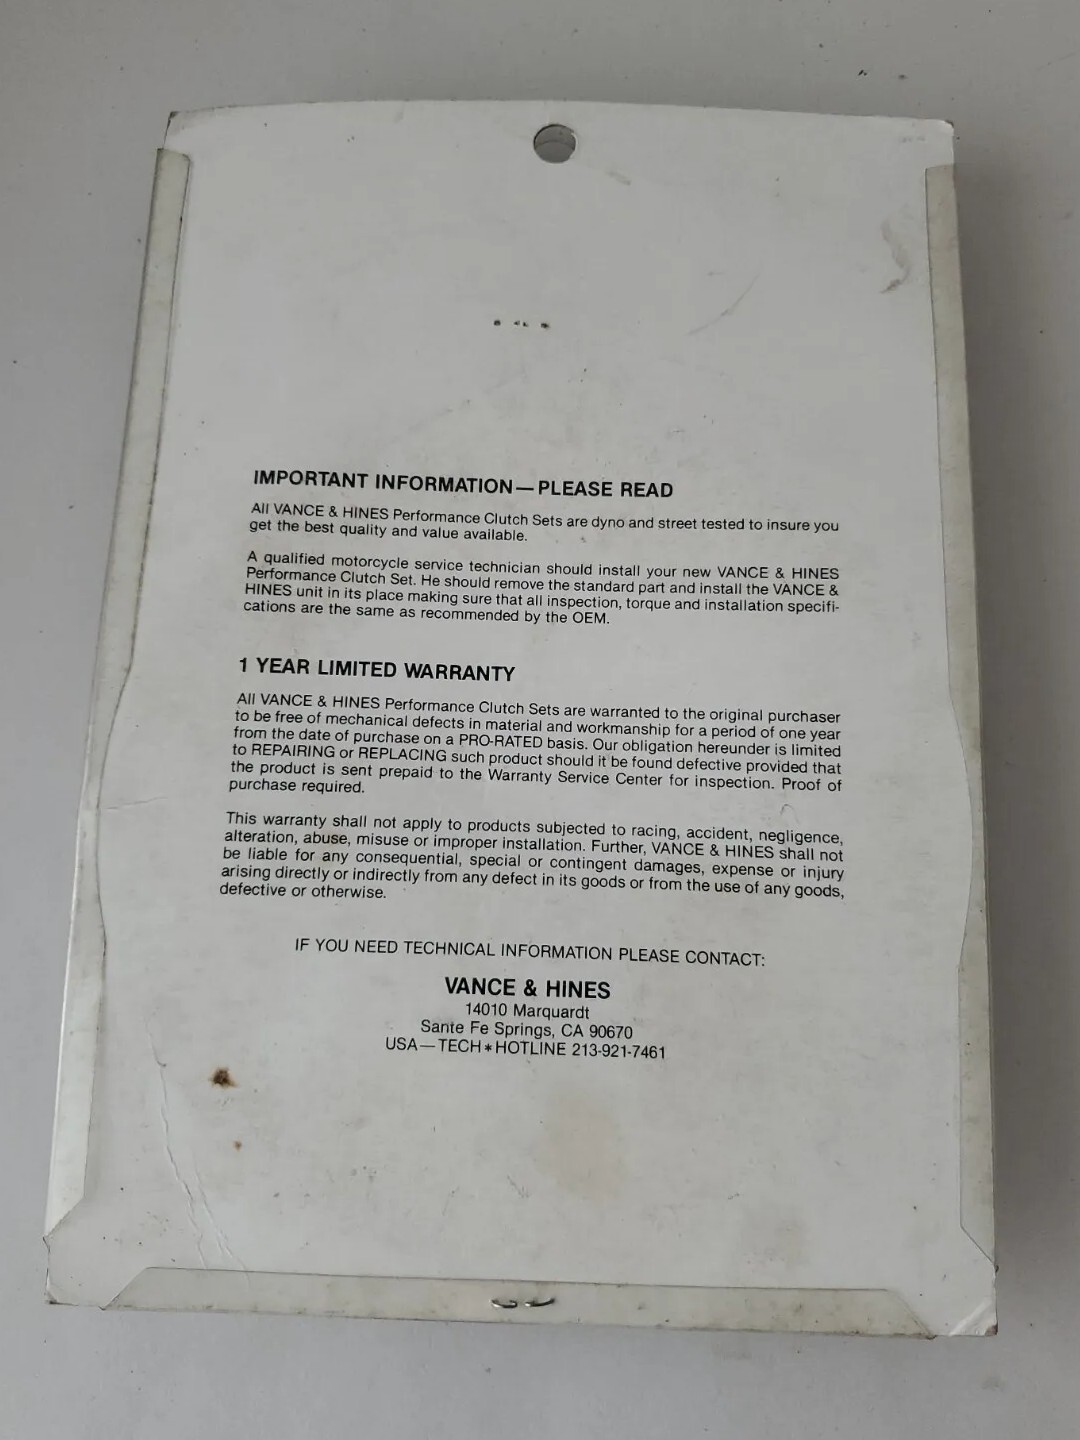 IMPORTANT INFORMATION—PLEASE READ
All VANCE & HINES Performance Clutch Sets are dyno and street tested to insure you
get the best quality and value available.
A qualified motorcycle service technician should install your new VANCE & HINES
Performance Clutch Set. He should remove the standard part and install the VANCE &
HINES unit in its place making sure that all inspection, torque and installation specifi-
cations are the same as recommended by the OEM.
1 YEAR LIMITED WARRANTY
All VANCE & HINES Performance Clutch Sets are warranted to the original purchaser
to be free of mechanical defects in material and workmanship for a period of one year
from the date of purchase on a PRO-RATED basis. Our obligation hereunder is limited
to REPAIRING or REPLACING such product should it be found defective provided that
the product is sent prepaid to the Warranty Service Center for inspection. Proof of
purchase required.
This warranty shall not apply to products subjected to racing, accident, negligence,
alteration, abuse, misuse or improper installation. Further, VANCE & HINES shall not
be liable for any consequential, special or contingent damages, expense or injury
arising directly or indirectly from any defect in its goods or from the use of any goods,
defective or otherwise.
IF YOU NEED TECHNICAL INFORMATION PLEASE CONTACT:
VANCE & HINES
14010 Marquardt
Sante Fe Springs, CA 90670
USA—TECH*HOTLINE 213-921-7461